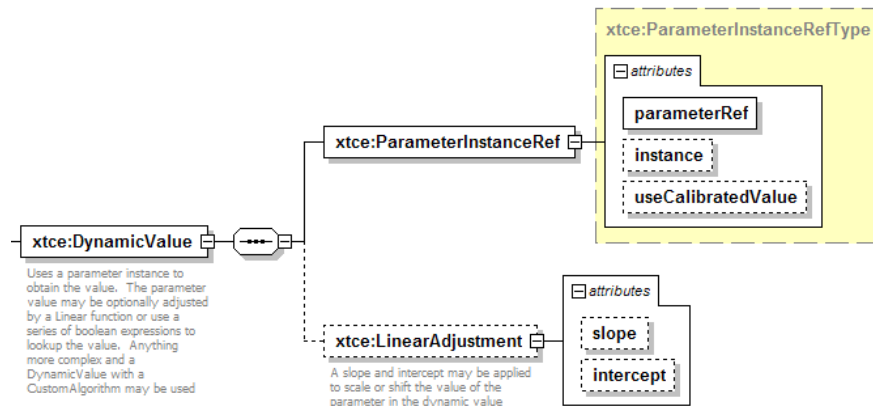 xtce:ParameterInstanceRefType
attributes
parameterRef
xtce:ParameterInstanceRef
instance
useCalibratedValue
xtce:DynamicValue
Uses a parameter instance to
obtain the value.  The parameter
value may be optionally adjusted
by a Linear function or use a
series of boolean expressions to
lookup the value.  Anything
more complex and a
DynamicValue with a
CustomAlgorithm may be used
attributes
xtce:LinearAdjustment
slope
intercept
A slope and intercept may be applied
to scale or shift the value of the
parameter in the dynamic value